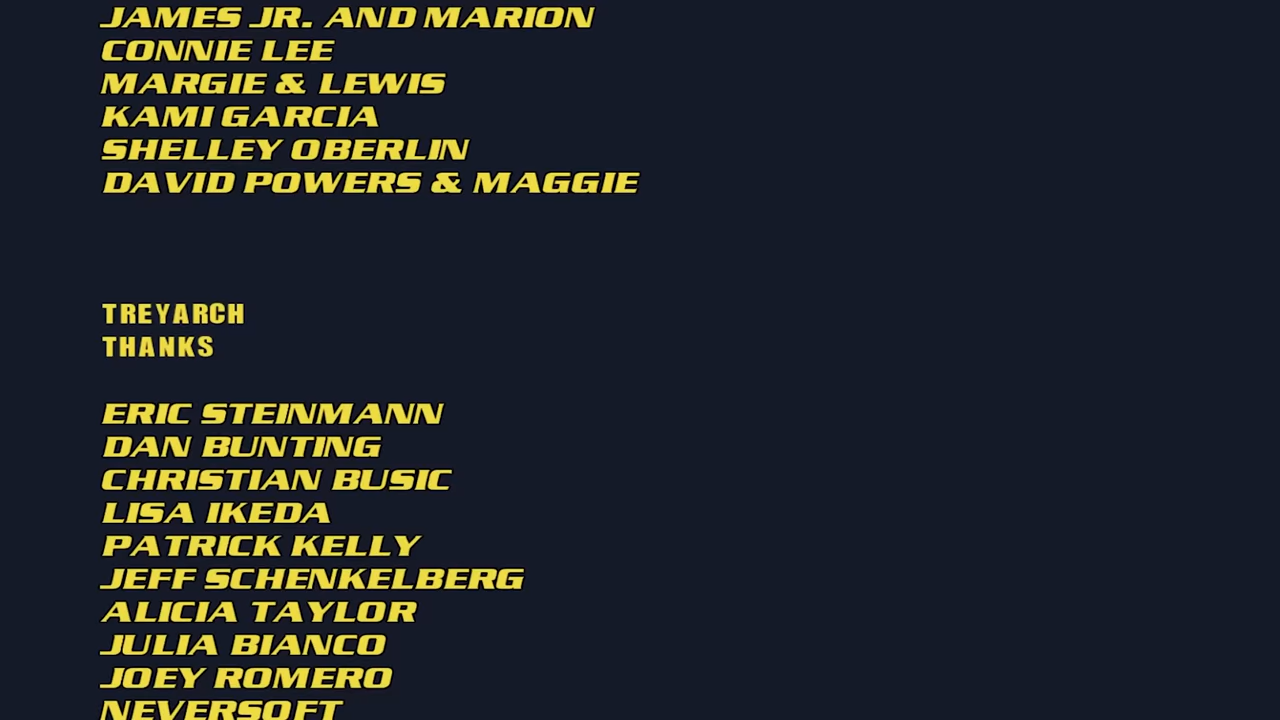 JAMES JR. AND MARION
CONNIE LEE
MARGIE & LEWIS
KAMI GARCIA
SHELLEY OBERLIN
DAVID POWERS & MAGGIE
TREYARCH
THANKS
ERIC STEINMANN
DAN BUNTING
CHRISTIAN BUSIC
LISA IKEDA
PATRICK KELLY
JEFF SCHENKELBERG
ALICIA TAYLOR
JULIA BIANCO
JOEY ROMERO
NEVERSOFT